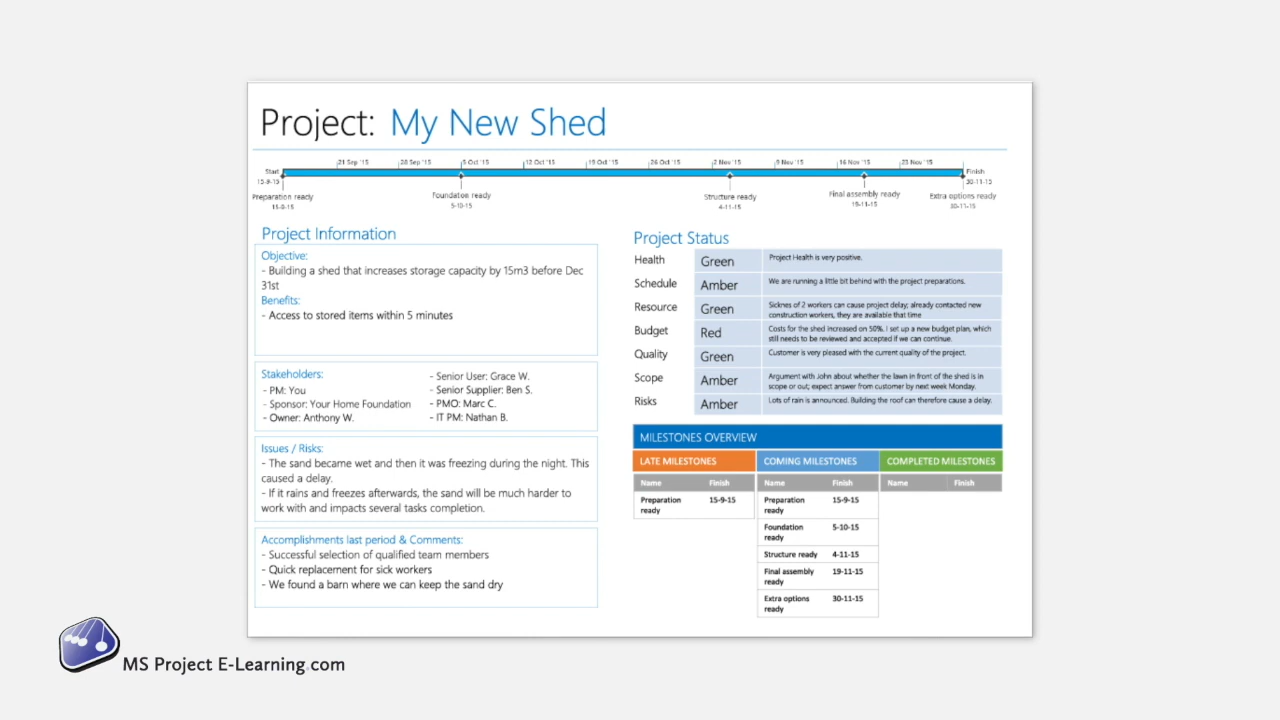 Project: My New Shed
21 Sep '15 28 Sep '15 5 Oct '15 12 Oct '15 19 Oct '15 26 Oct '15 2 Nov '15 9 Nov '15 16 Nov '15 23 Nov '15
Start Finish
15-9-15 30-11-15
Preparation ready Foundation ready Structure ready Final assembly ready Extra options ready
5-10-15 4-11-15 19-11-15 30-11-15
Project Information
Objective:
- Building a shed that increases storage capacity by 15m3 before Dec
31st
Benefits:
- Access to stored items within 5 minutes
Stakeholders:
- PM: You
- Sponsor: Your Home Foundation
- Owner: Anthony W.
- Senior User: Grace W.
- Senior Supplier: Ben S.
- PMO: Marc C.
- IT PM: Nathan B.
Issues / Risks:
- The sand became wet and then it was freezing during the night. This
caused a delay.
- If it rains and freezes afterwards, the sand will be much harder to
work with and impacts several tasks completion.
Accomplishments last period & Comments:
- Successful selection of qualified team members
- Quick replacement for sick workers
- We found a barn where we can keep the sand dry
Project Status
Health Green Project Health is very positive.
Schedule Amber We are running a little bit behind with the project preparations.
Resource Green Sicknes of 2 workers can cause project delay; already contacted new
construction workers, they are available that time
Budget Red Costs for the shed increased on 50%. I set up a new budget plan, which
still needs to be reviewed and accepted if we can continue.
Quality Green Customer is very pleased with the current quality of the project.
Scope Amber Argument with John about whether the lawn in front of the shed is in
scope or out; expect answer from customer by next week Monday.
Risks Amber Lots of rain is announced. Building the roof can therefore cause a delay.
MILESTONES OVERVIEW
LATE MILESTONES COMING MILESTONES COMPLETED MILESTONES
Name Finish Name Finish Name Finish
Preparation 15-9-15 Preparation 15-9-15
ready ready
Foundation 5-10-15
ready
Structure ready 4-11-15
Final assembly 19-11-15
ready
Extra options 30-11-15
ready
MS Project E-Learning.com